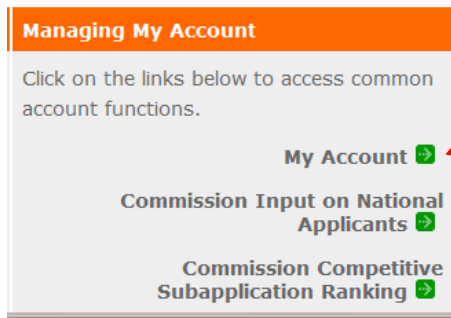 Managing My Account
Click on the links below to access common
account functions.
My Account
Commission Input on National
Applicants
Commission Competitive
Subapplication Ranking